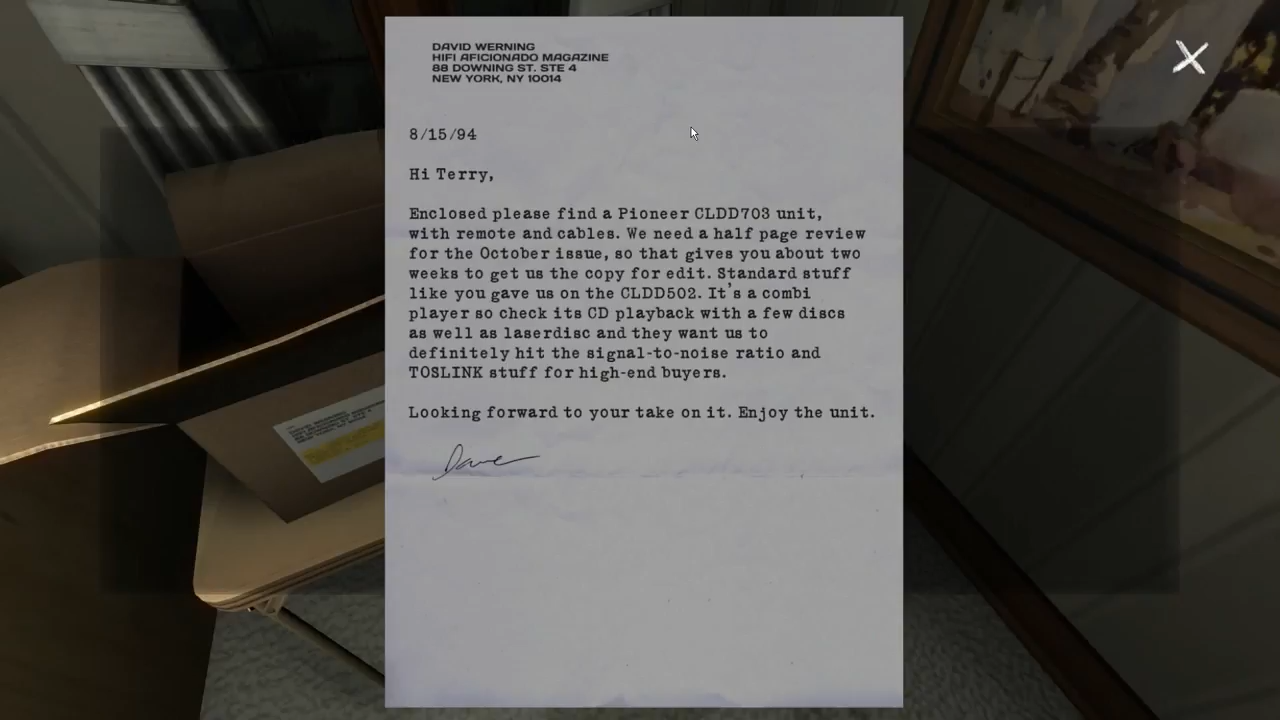 DAVID WERNING
HIFI AFICIONADO MAGAZINE
88 DOWNING ST. STE 4
NEW YORK, NY 10014
8/15/94
Hi Terry,
Enclosed please find a Pioneer CLDD703 unit,
with remote and cables. We need a half page review
for the October issue, so that gives you about two
weeks to get us the copy for edit. Standard stuff
like you gave us on the CLDD502. It's a combi
player so check its CD playback with a few discs
as well as laserdisc and they want us to
definitely hit the signal-to-noise ratio and
TOSLINK stuff for high-end buyers.
Looking forward to your take on it. Enjoy the unit.
Dave